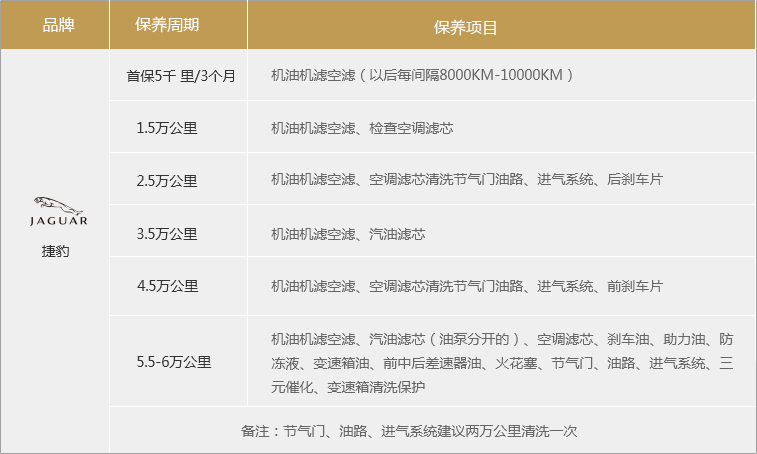 品牌
保养周期
保养项目
首保5千 里/3个月
机油机滤空滤（以后每间隔8000KM-10000KM）
1.5万公里
机油机滤空滤、检查空调滤芯
2.5万公里
机油机滤空滤、空调滤芯清洗节气门油路、进气系统、后刹车片
JAGUAR
捷豹
3.5万公里
机油机滤空滤、汽油滤芯
4.5万公里
机油机滤空滤、空调滤芯清洗节气门油路、进气系统、前刹车片
5.5-6万公里
机油机滤空滤、汽油滤芯（油泵分开的）、空调滤芯、刹车油、助力油、防
冻液、变速箱油、前中后差速器油、火花塞、节气门、油路、进气系统、三
元催化、变速箱清洗保护
备注：节气门、油路、进气系统建议两万公里清洗一次